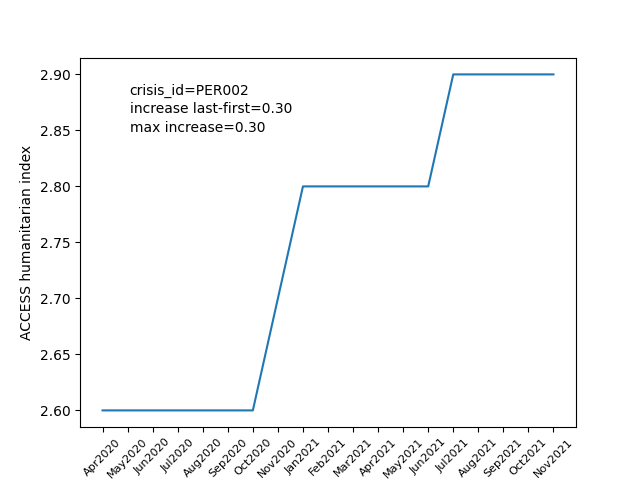 crisis_id=PER002
increase last-first=0.30
max increase=0.30
ACCESS humanitarian index
2.90
2.85
2.80
2.75
2.70
2.65
2.60
Apr2020
May2020
Jun2020
Jul2020
Aug2020
Sep2020
Oct2020
Nov2020
Jan2021
Feb2021
Mar2021
Apr2021
May2021
Jun2021
Jul2021
Aug2021
Sep2021
Oct2021
Nov2021